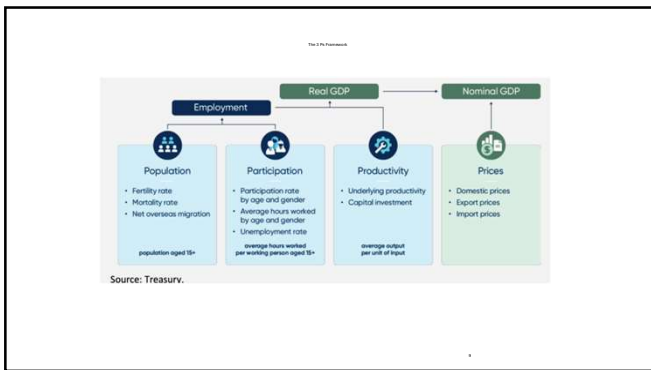 The 3 Ps Framework
Real GDP
Nominal GDP
Employment
Population
• Fertility rate
• Mortality rate
• Net overseas migration
population aged 15+
Participation
• Participation rate
by age and gender
• Average hours worked
by age and gender
• Unemployment rate
average hours worked
per working person aged 15+
Productivity
• Underlying productivity
• Capital investment
average output
per unit of input
Prices
• Domestic prices
• Export prices
• Import prices
Source: Treasury.